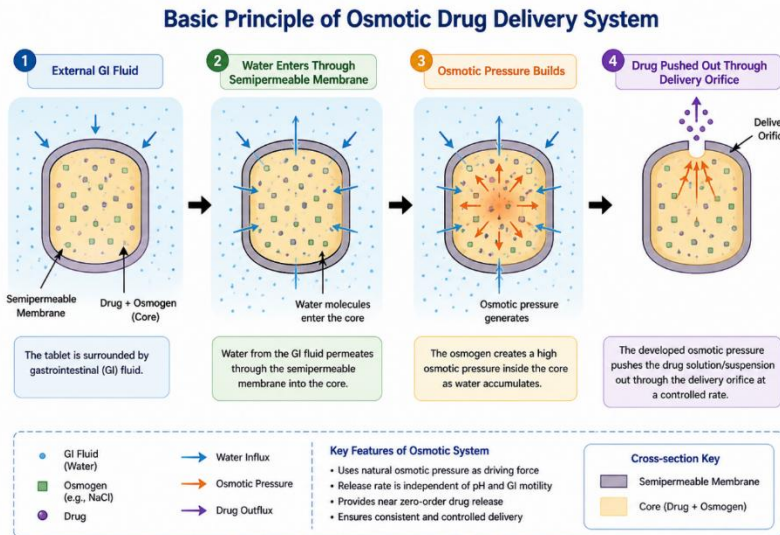 Basic Principle of Osmotic Drug Delivery System
1
External GI Fluid
Semipermeable
Membrane
Drug + Osmogen
(Core)
The tablet is surrounded by
gastrointestinal (GI) fluid.
2
Water Enters Through
Semipermeable Membrane
Water molecules
enter the core
Water from the GI fluid permeates
through the semipermeable
membrane into the core.
3
Osmotic Pressure Builds
Osmotic pressure
generates
The osmogen creates a high
osmotic pressure inside the core
as water accumulates.
4
Drug Pushed Out Through
Delivery Orifice
Delive
Orific
The developed osmotic pressure
pushes the drug solution/suspension
out through the delivery orifice at
a controlled rate.
GI Fluid
(Water)
Osmogen
(e.g., NaCl)
Drug
Water Influx
Osmotic Pressure
Drug Outflux
Key Features of Osmotic System
• Uses natural osmotic pressure as driving force
• Release rate is independent of pH and GI motility
• Provides near zero-order drug release
• Ensures consistent and controlled delivery
Cross-section Key
Semipermeable Membrane
Core (Drug + Osmogen)